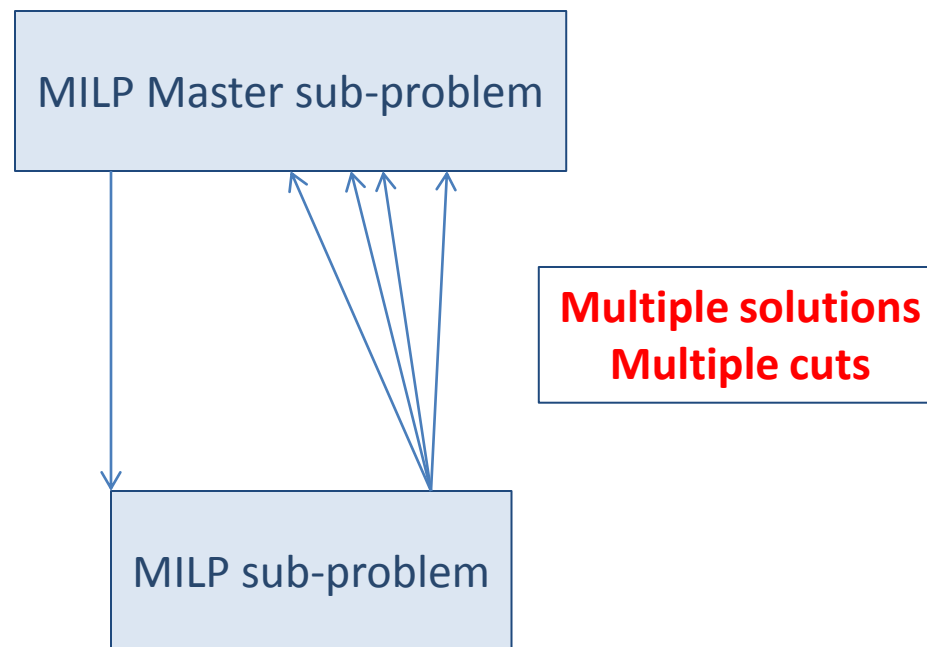 MILP Master sub-problem
Multiple solutions
Multiple cuts
MILP sub-problem